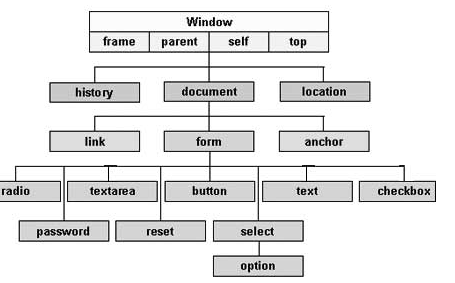 Window
frame parent self top
history document location
link form anchor
radio textarea button text checkbox
password reset select
option